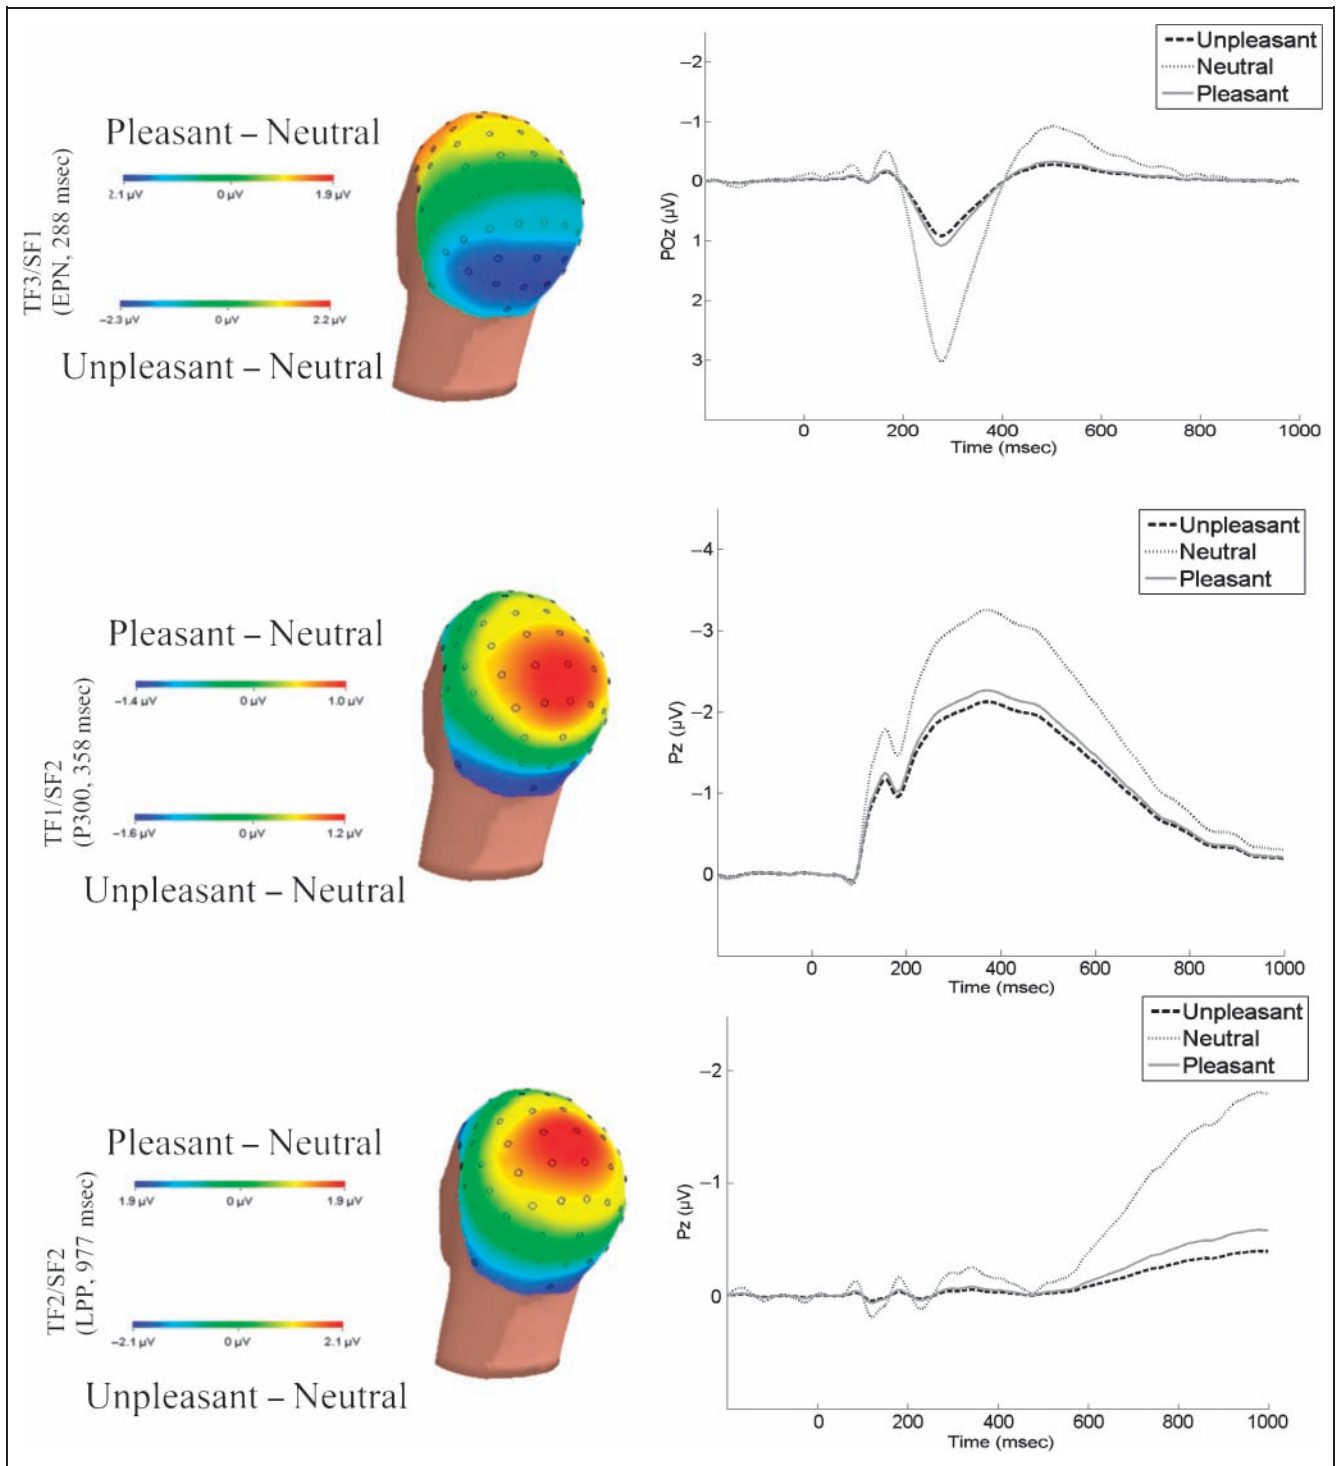 Pleasant – Neutral
2.1 µV 0 µV 1.9 µV
TF3/SF1
(EPN, 288 msec)
–2.3 µV 0 µV 2.2 µV
Unpleasant – Neutral
Unpleasant
Neutral
Pleasant
–2
–1
0
1
2
3
POz (µV)
0 200 400 600 800 1000
Time (msec)
Pleasant – Neutral
–1.4 µV 0 µV 1.0 µV
TF1/SF2
(P300, 358 msec)
–1.6 µV 0 µV 1.2 µV
Unpleasant – Neutral
Unpleasant
Neutral
Pleasant
–4
–3
–2
–1
0
Pz (µV)
0 200 400 600 800 1000
Time (msec)
Pleasant – Neutral
1.9 µV 0 µV 1.9 µV
TF2/SF2
(LPP, 977 msec)
–2.1 µV 0 µV 2.1 µV
Unpleasant – Neutral
Unpleasant
Neutral
Pleasant
–2
–1
0
Pz (µV)
0 200 400 600 800 1000
Time (msec)